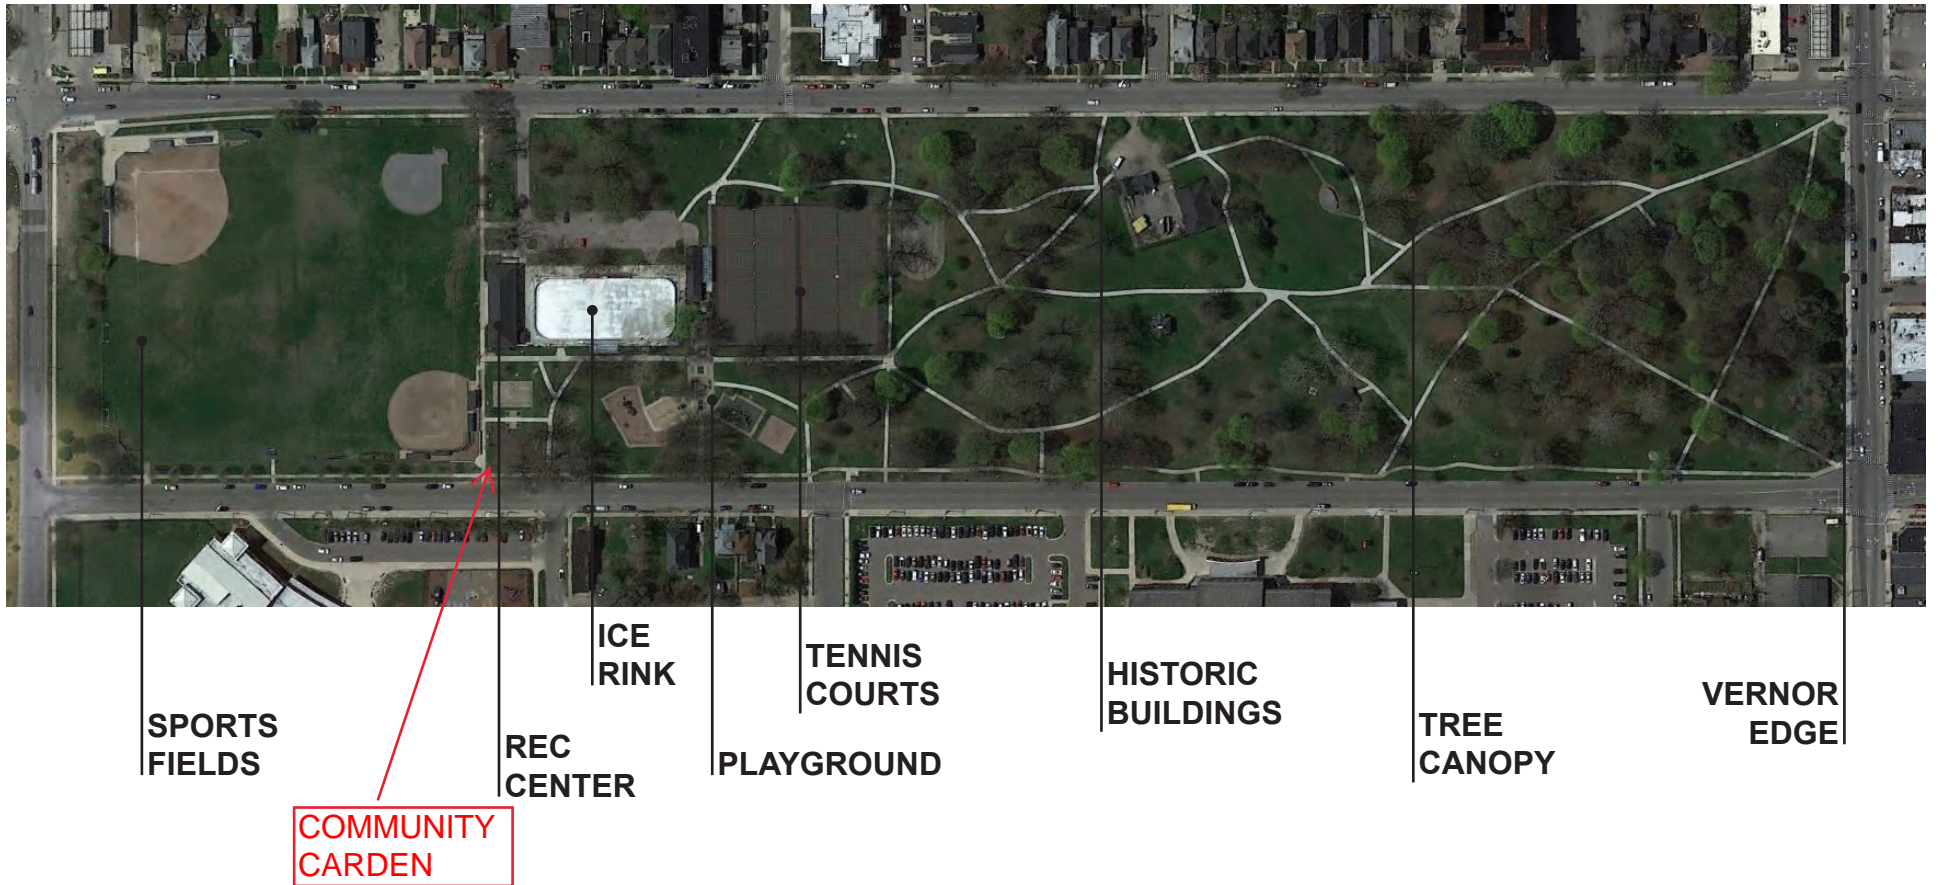 ICE
RINK
TENNIS
COURTS
HISTORIC
BUILDINGS
VERNOR
EDGE
SPORTS
FIELDS
REC
CENTER
PLAYGROUND
TREE
CANOPY
COMMUNITY
CARDEN